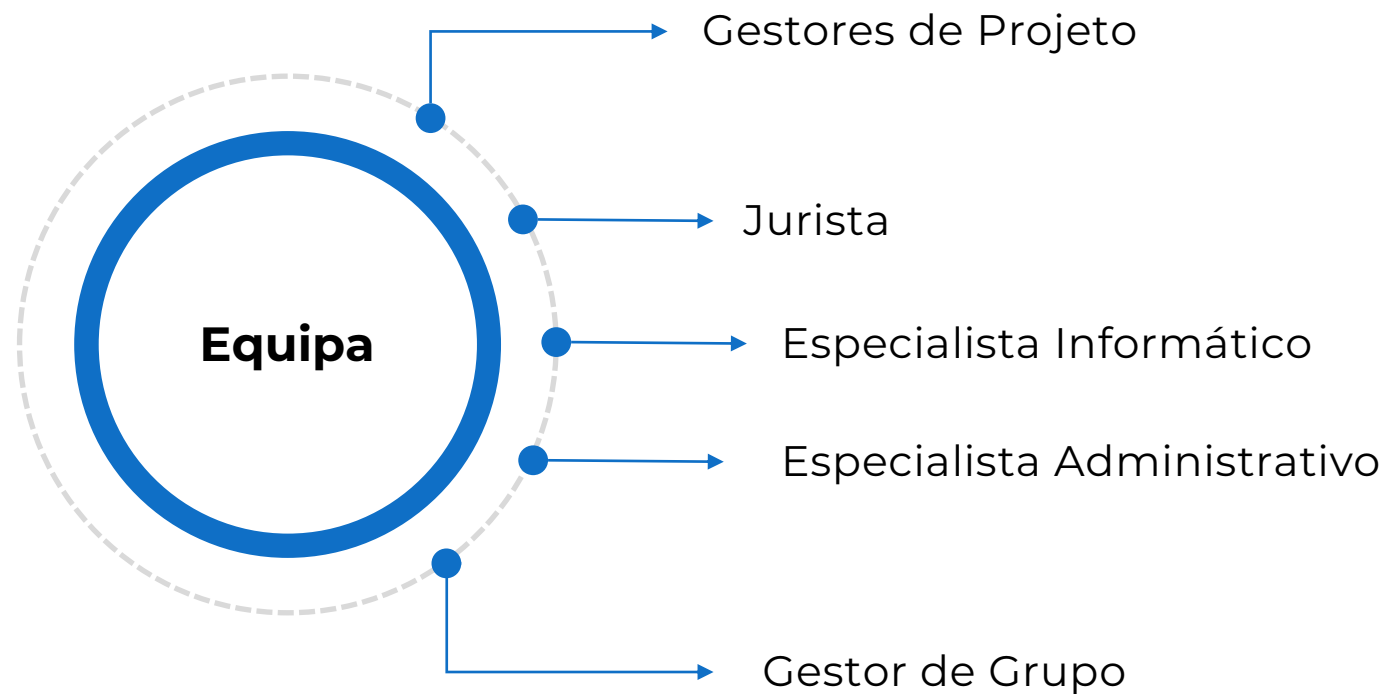 Gestores de Projeto
Jurista
Equipa
Especialista Informático
Especialista Administrativo
Gestor de Grupo